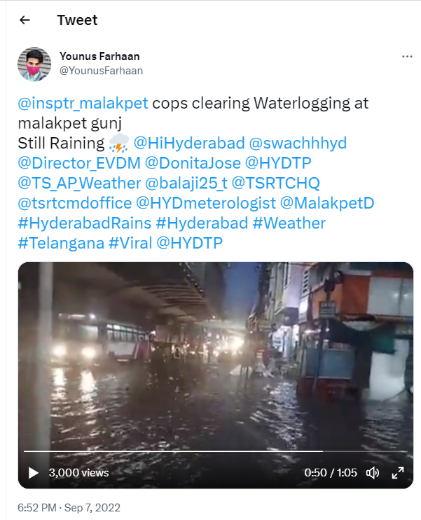 Tweet
Younus Farhaan
@YounusFarhaan
@insptr_malakpet cops clearing Waterlogging at
malakpet gunj
Still Raining ⛈️ @HiHyderabad @swachhhyd
@Director_EVDM @DonitaJose @HYDTP
@TS_AP_Weather @balaji25_t @TSRTCHQ
@tsrtcmdoffice @HYDmeterologist @MalakpetD
#HyderabadRains #Hyderabad #Weather
#Telangana #Viral @HYDTP
3,000 views
0:50 / 1:05
6:52 PM · Sep 7, 2022